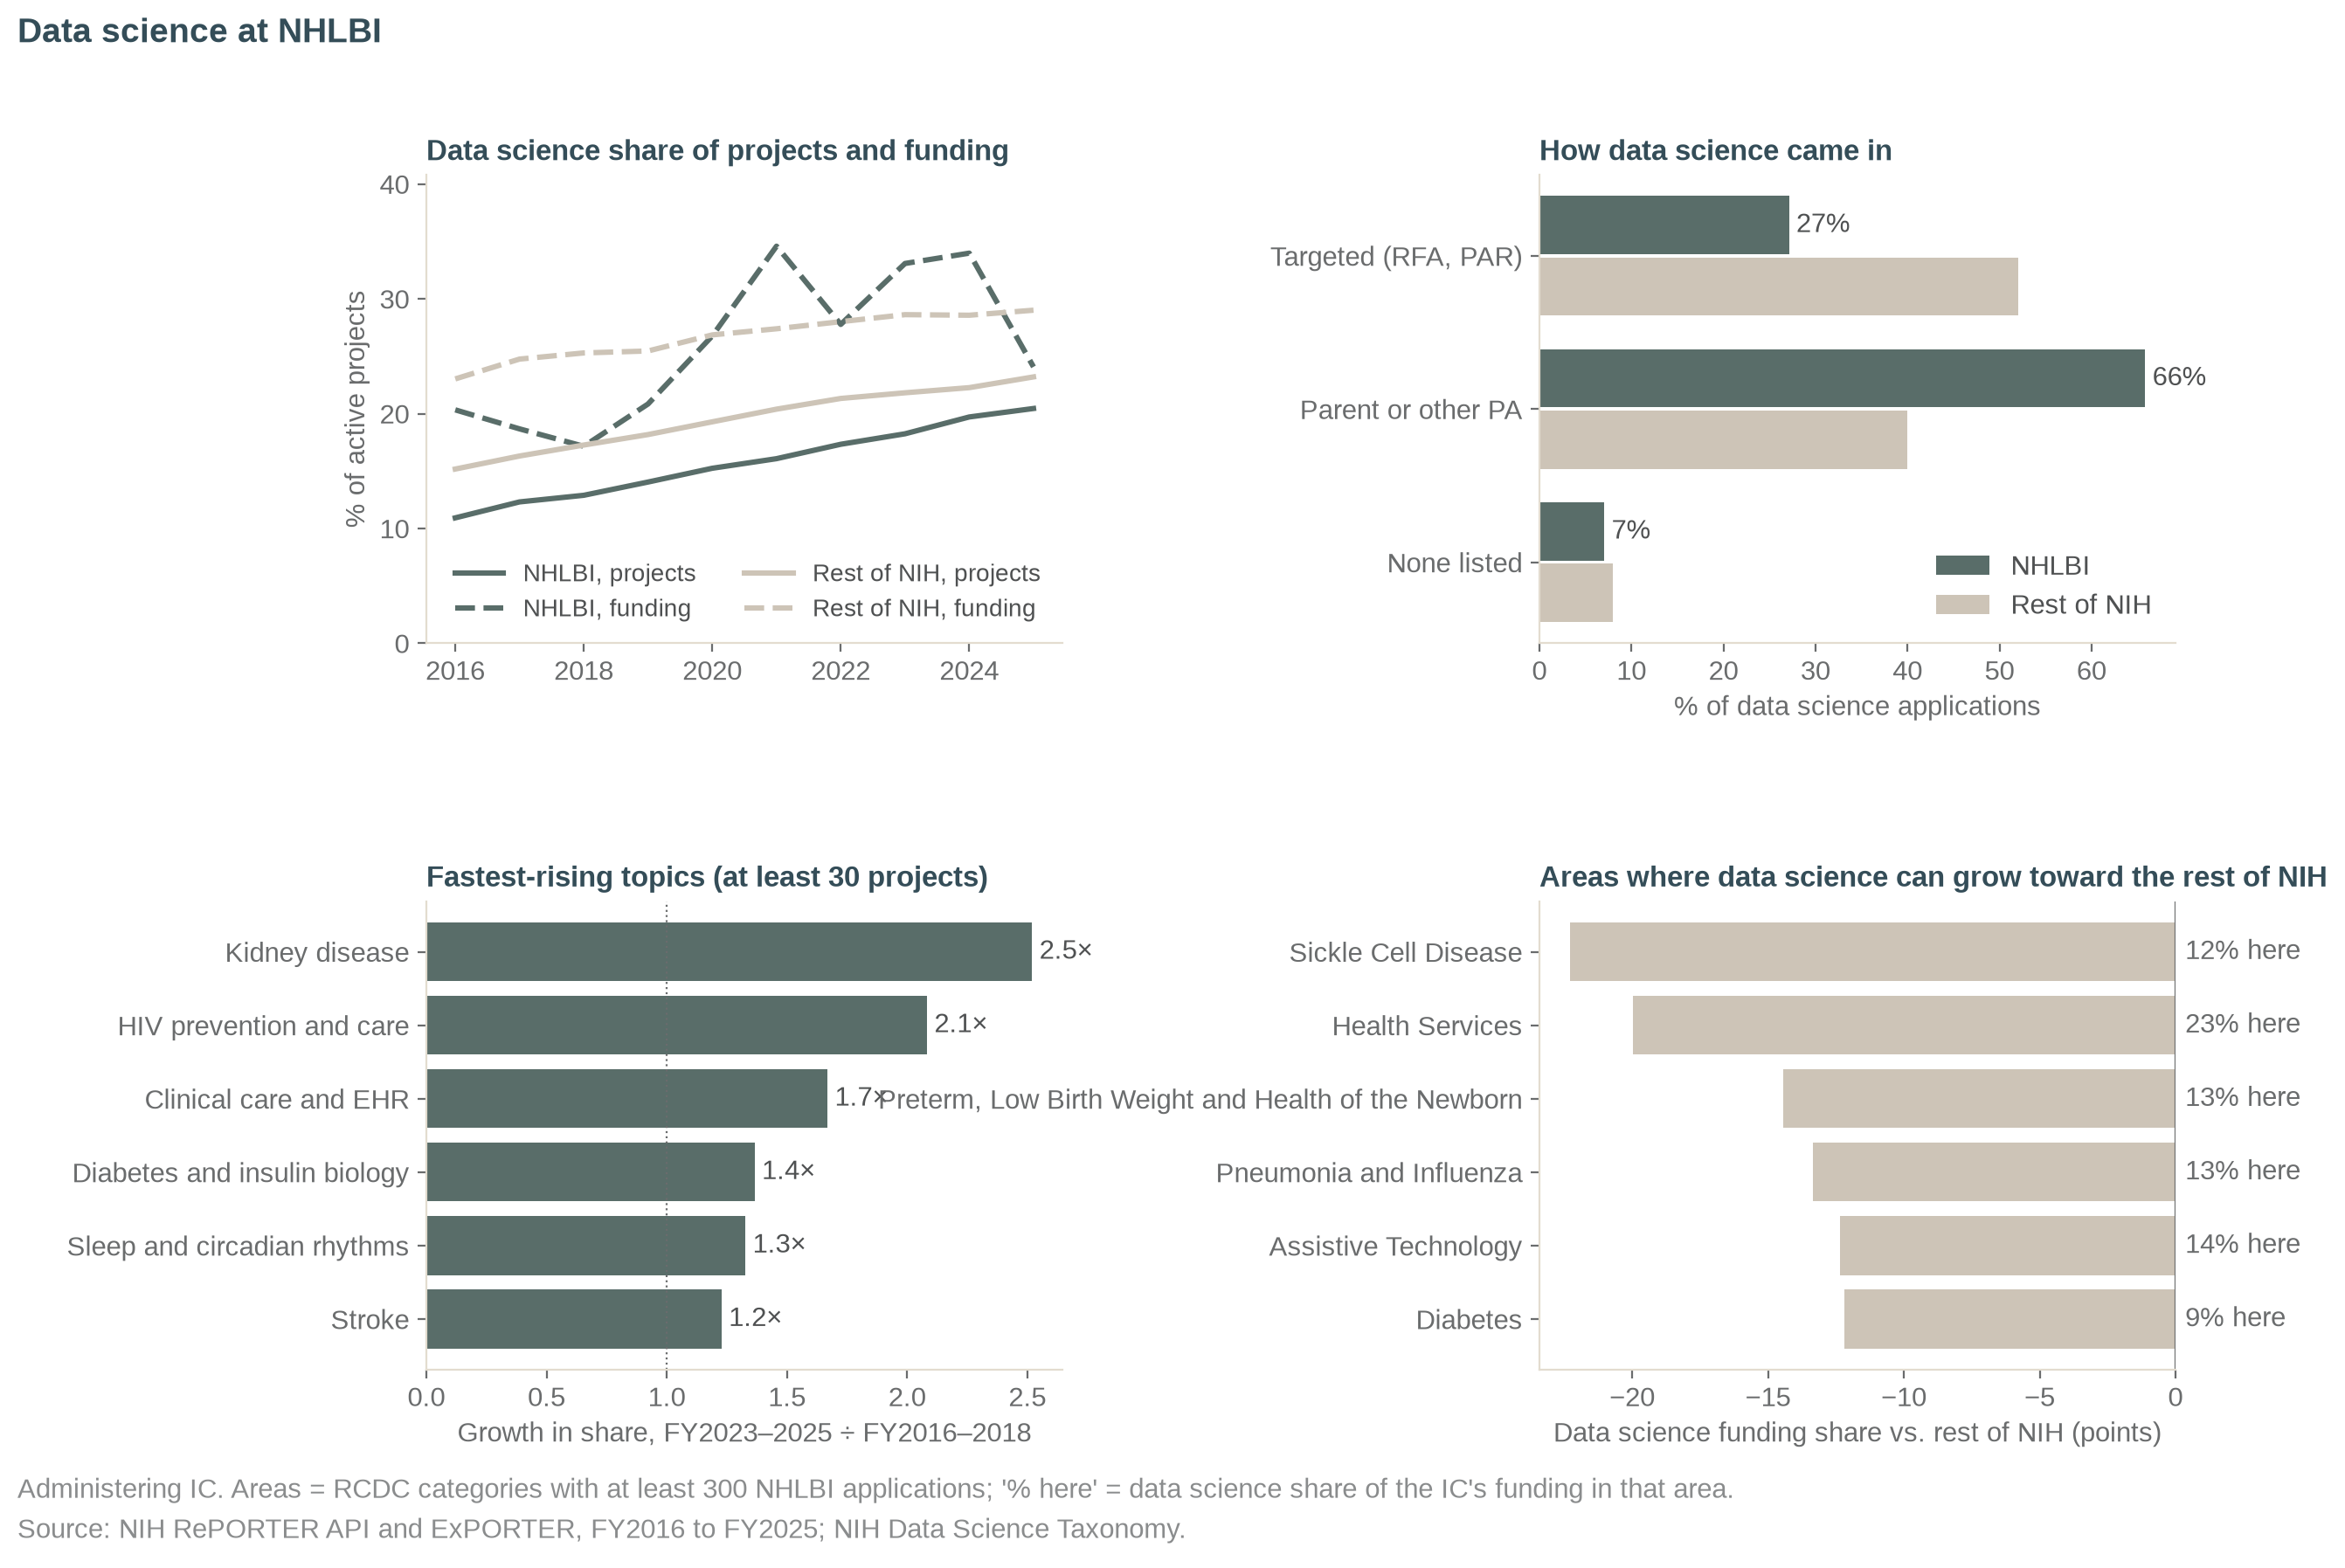 Data science at NHLBI
Data science share of projects and funding
40
30
20
10
0
% of active projects
2016 2018 2020 2022 2024
NHLBI, projects
NHLBI, funding
Rest of NIH, projects
Rest of NIH, funding
How data science came in
Targeted (RFA, PAR)
27%
Parent or other PA
66%
None listed
7%
NHLBI
Rest of NIH
0 10 20 30 40 50 60
% of data science applications
Fastest-rising topics (at least 30 projects)
Kidney disease 2.5×
HIV prevention and care 2.1×
Clinical care and EHR 1.7×
Diabetes and insulin biology 1.4×
Sleep and circadian rhythms 1.3×
Stroke 1.2×
0.0 0.5 1.0 1.5 2.0 2.5
Growth in share, FY2023–2025 ÷ FY2016–2018
Areas where data science can grow toward the rest of NIH
Sickle Cell Disease 12% here
Health Services 23% here
Preterm, Low Birth Weight and Health of the Newborn 13% here
Pneumonia and Influenza 13% here
Assistive Technology 14% here
Diabetes 9% here
−20 −15 −10 −5 0
Data science funding share vs. rest of NIH (points)
Administering IC. Areas = RCDC categories with at least 300 NHLBI applications; '% here' = data science share of the IC's funding in that area.
Source: NIH RePORTER API and ExPORTER, FY2016 to FY2025; NIH Data Science Taxonomy.